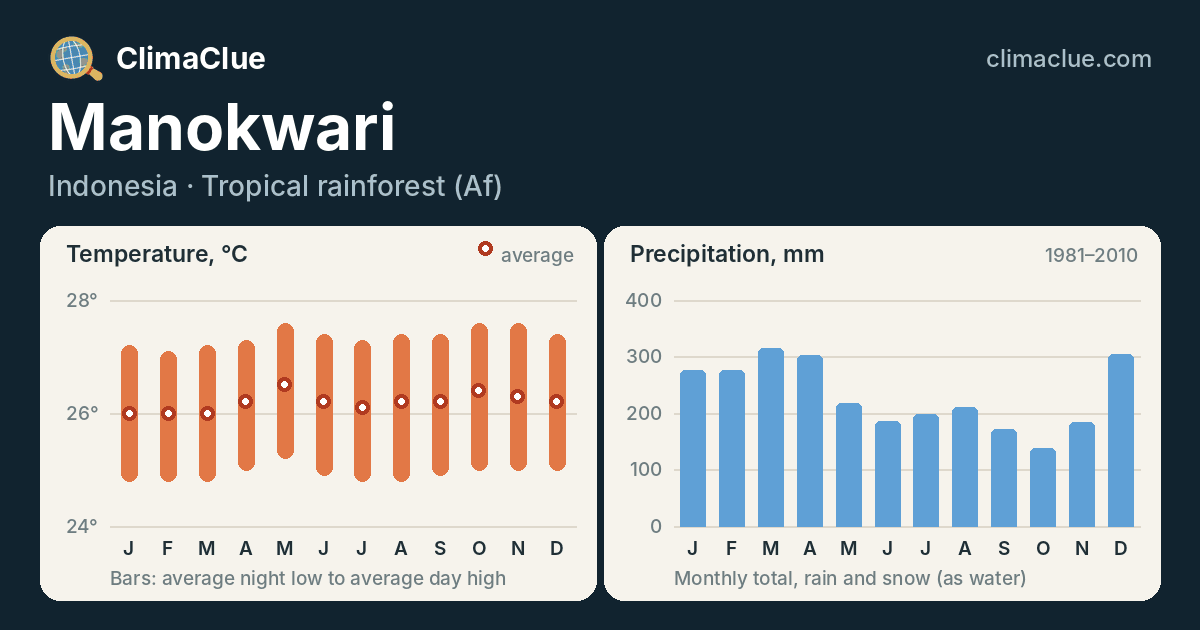 ClimaClue
climaclue.com
Manokwari
Indonesia · Tropical rainforest (Af)
Temperature, °C
average
28°
26°
24°
J F M A M J J A S O N D
Bars: average night low to average day high
Precipitation, mm
1981–2010
400
300
200
100
0
J F M A M J J A S O N D
Monthly total, rain and snow (as water)